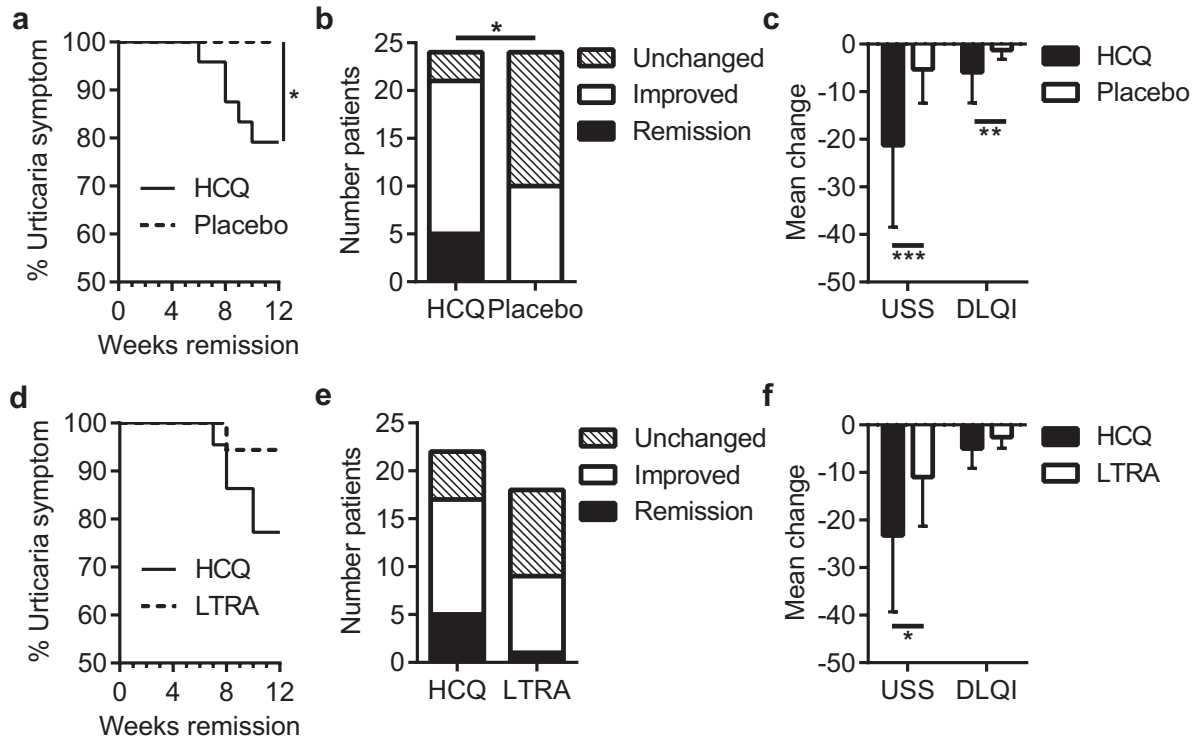 a
% Urticaria symptom
100
90
80
70
60
50
HCQ
Placebo
*
0 4 8 12
Weeks remission
b
Number patients
25
20
15
10
5
0
*
HCQ Placebo
Unchanged
Improved
Remission
c
Mean change
0
-10
-20
-30
-40
-50
***
**
USS DLQI
HCQ
Placebo
d
% Urticaria symptom
100
90
80
70
60
50
HCQ
LTRA
0 4 8 12
Weeks remission
e
Number patients
25
20
15
10
5
0
HCQ LTRA
Unchanged
Improved
Remission
f
Mean change
0
-10
-20
-30
-40
-50
*
USS DLQI
HCQ
LTRA